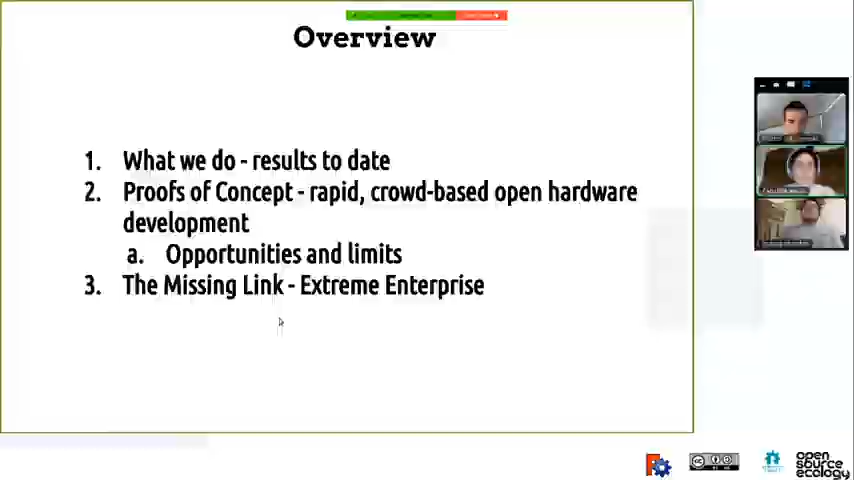 Overview
1. What we do - results to date
2. Proofs of Concept - rapid, crowd-based open hardware
development
a. Opportunities and limits
3. The Missing Link - Extreme Enterprise
open
source
ecology